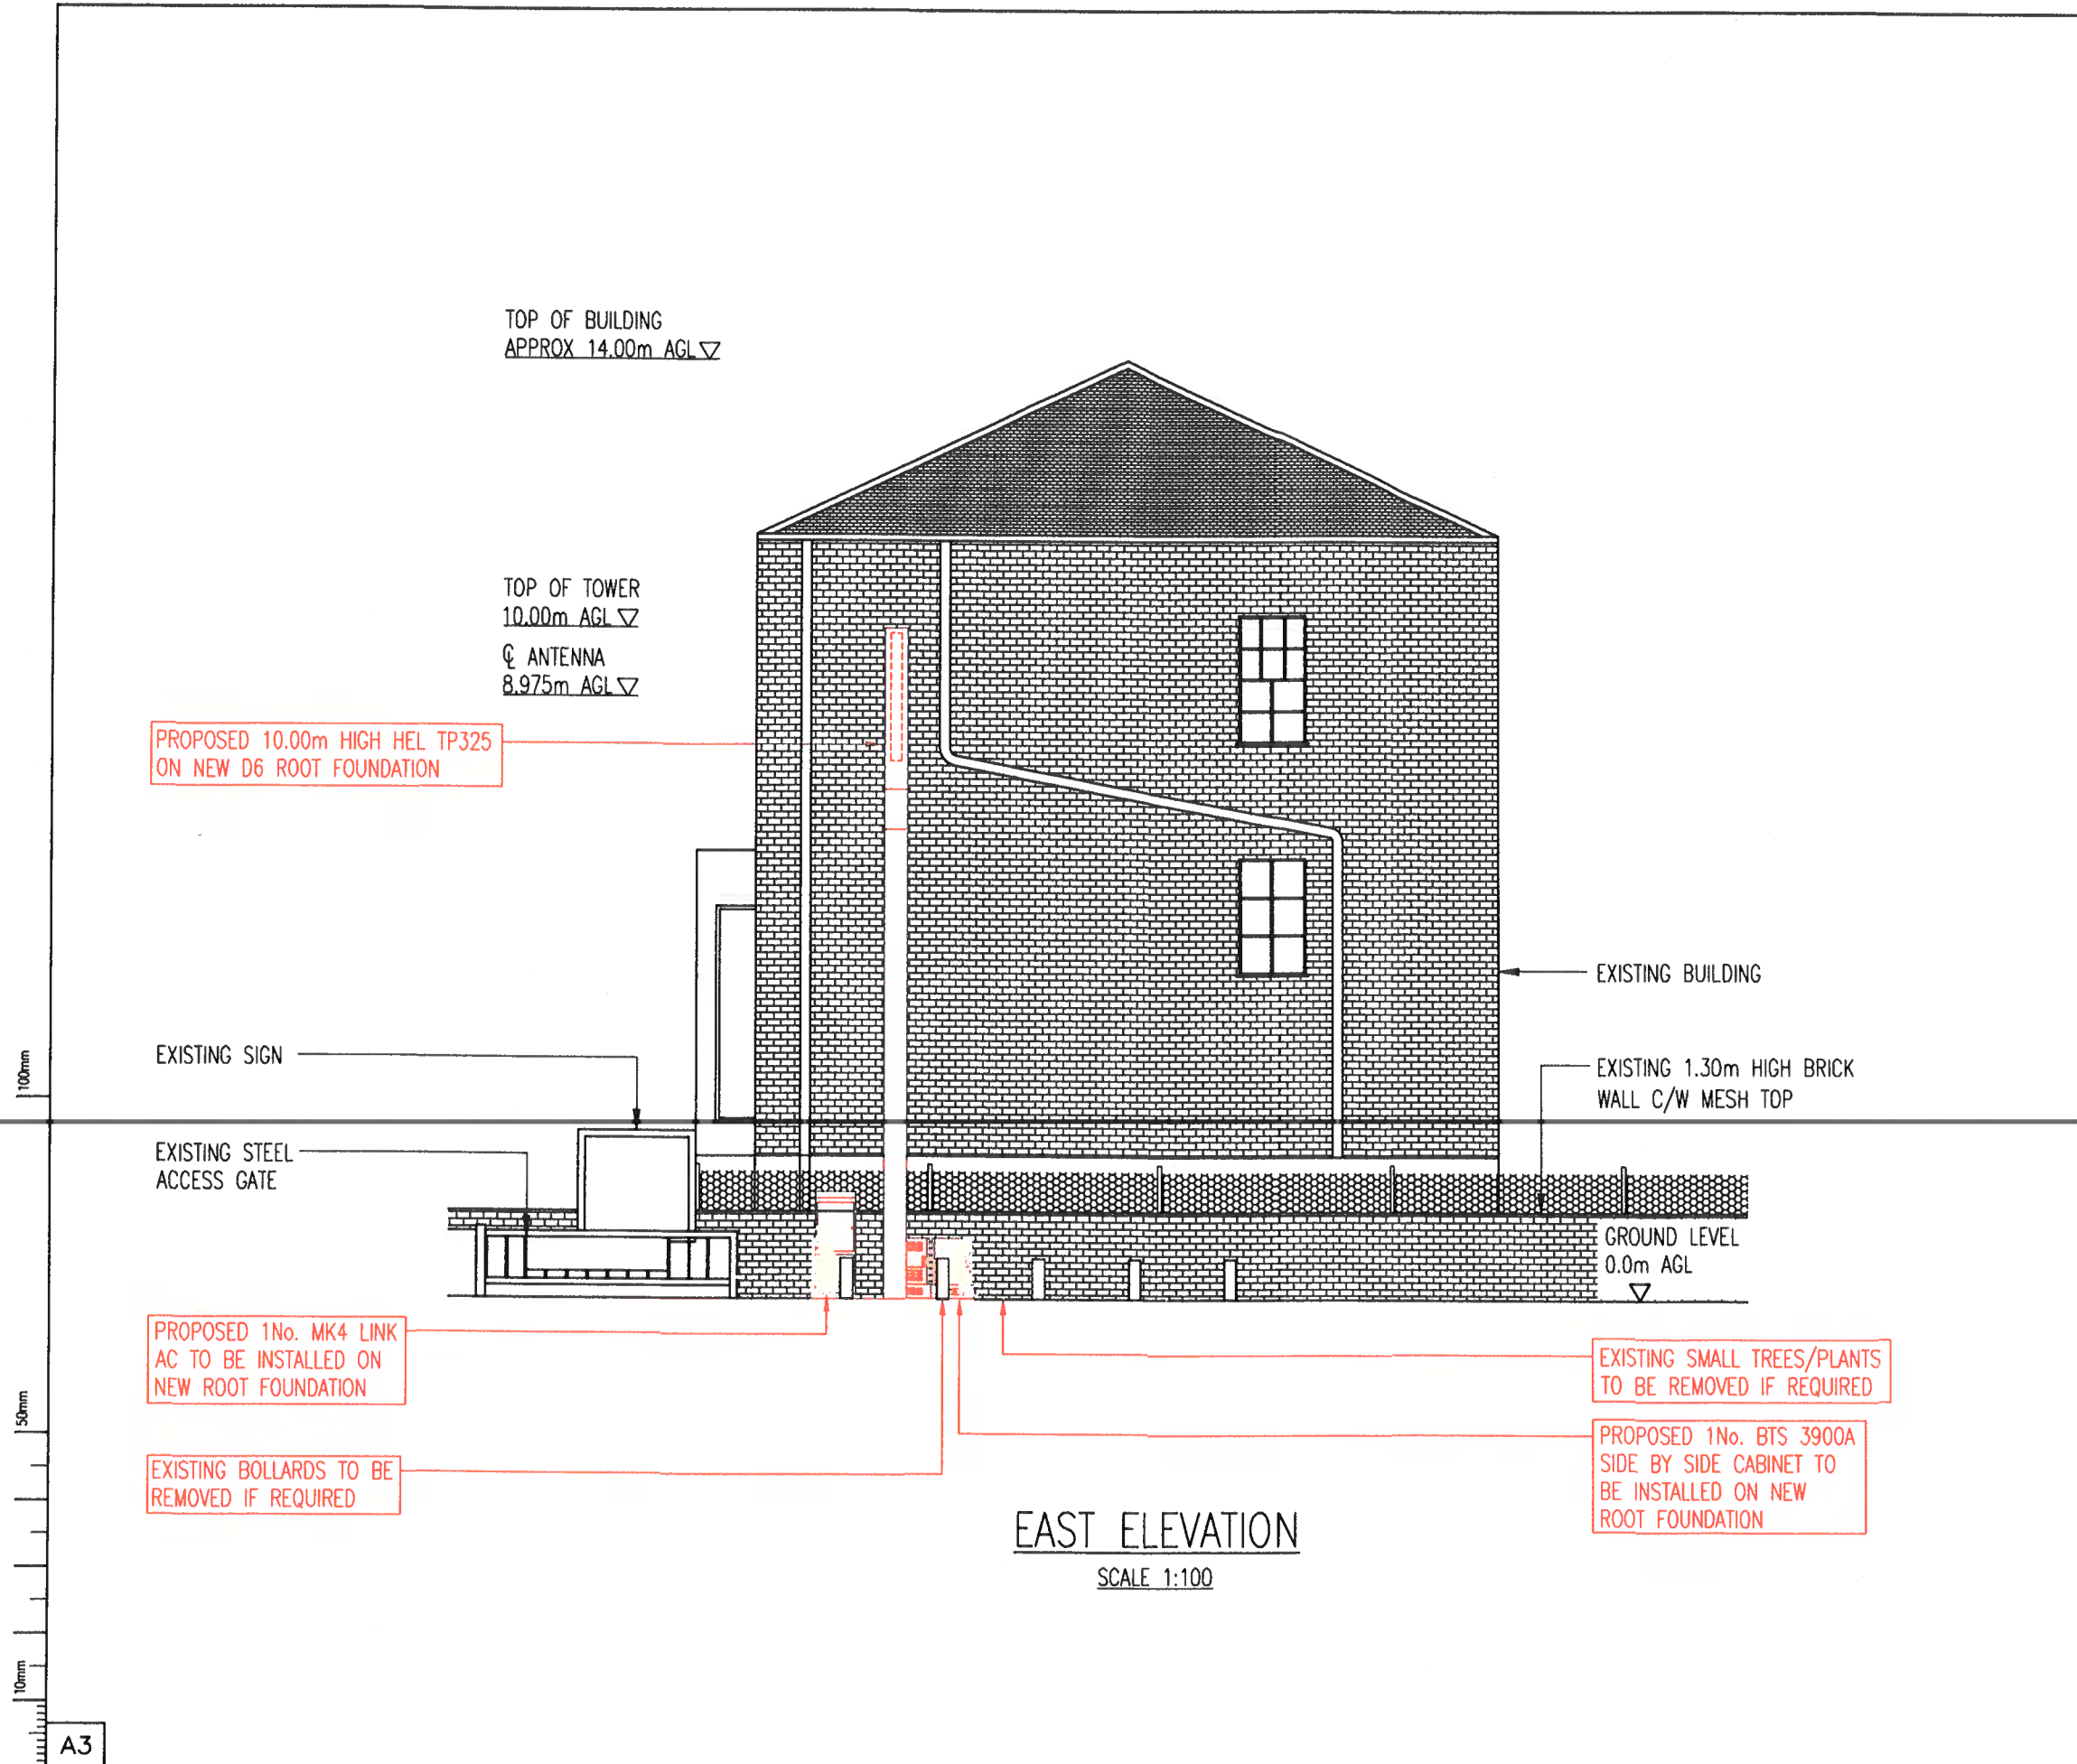 TOP OF BUILDING
APPROX 14.00m AGL
TOP OF TOWER
10.00m AGL
℄ ANTENNA
8.975m AGL
PROPOSED 10.00m HIGH HEL TP325
ON NEW D6 ROOT FOUNDATION
EXISTING BUILDING
EXISTING SIGN
EXISTING 1.30m HIGH BRICK
WALL C/W MESH TOP
100mm
EXISTING STEEL
ACCESS GATE
GROUND LEVEL
0.0m AGL
PROPOSED 1No. MK4 LINK
AC TO BE INSTALLED ON
NEW ROOT FOUNDATION
EXISTING SMALL TREES/PLANTS
TO BE REMOVED IF REQUIRED
50mm
PROPOSED 1No. BTS 3900A
SIDE BY SIDE CABINET TO
BE INSTALLED ON NEW
ROOT FOUNDATION
EXISTING BOLLARDS TO BE
REMOVED IF REQUIRED
EAST ELEVATION
SCALE 1:100
10mm
A3